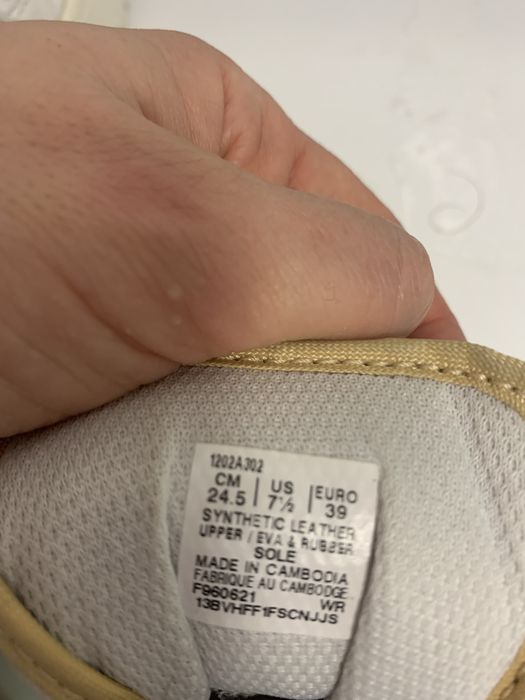 1202A302
CM US EURO
24.5 7½ 39
SYNTHETIC LEATHER
UPPER / EVA & RUBBER
SOLE
MADE IN CAMBODIA
FABRIQUE AU CAMBODGE
F960621 WR
13BVHFF1FSCNJJS